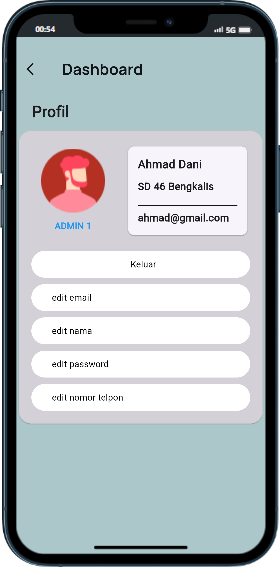 00:54
5G
Dashboard
Profil
Ahmad Dani
SD 46 Bengkalis
ahmad@gmail.com
ADMIN 1
Keluar
edit email
edit nama
edit password
edit nomor telpon